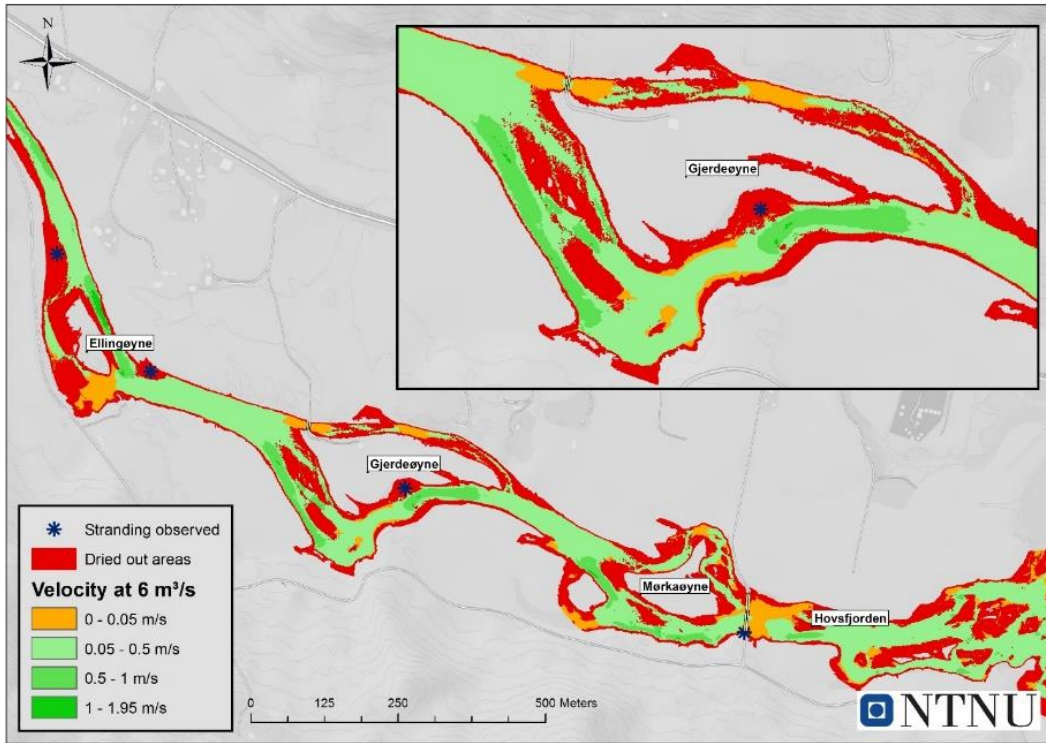 N
Gjerdeøyne
Ellingøyne
Gjerdeøyne
Mørkaøyne
Hovsfjorden
Stranding observed
Dried out areas
Velocity at 6 m³/s
0 - 0.05 m/s
0.05 - 0.5 m/s
0.5 - 1 m/s
1 - 1.95 m/s
0 125 250 500 Meters
NTNU